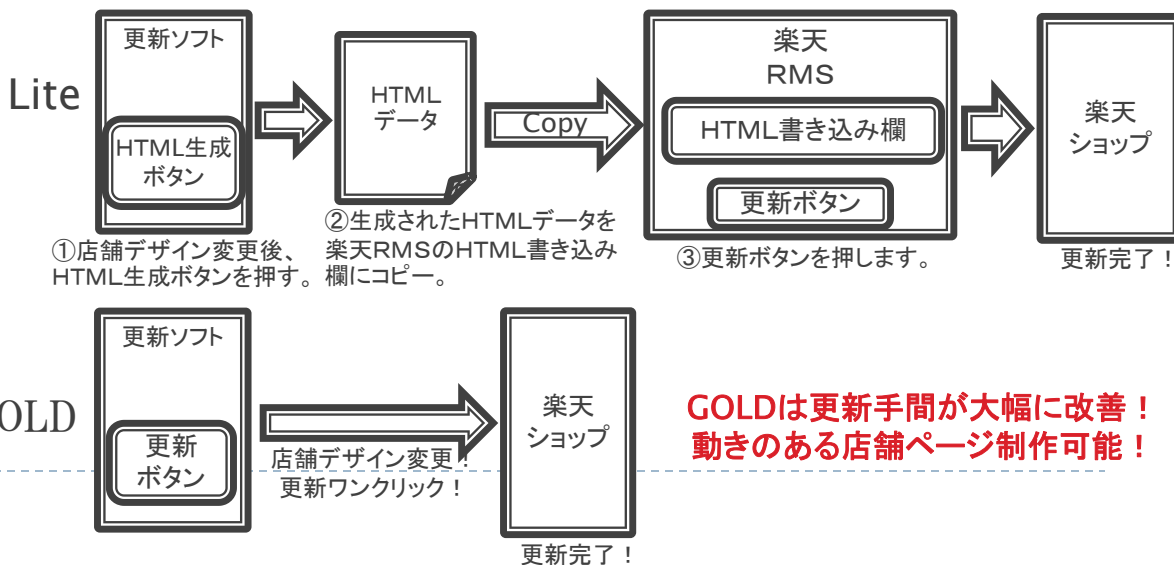 Lite
更新ソフト
HTML生成
ボタン
①店舗デザイン変更後、
HTML生成ボタンを押す。
HTML
データ
②生成されたHTMLデータを
楽天RMSのHTML書き込み
欄にコピー。
Copy
楽天
RMS
HTML書き込み欄
更新ボタン
③更新ボタンを押します。
楽天
ショップ
更新完了！
OLD
更新ソフト
更新
ボタン
店舗デザイン変更！
更新ワンクリック！
楽天
ショップ
更新完了！
GOLDは更新手間が大幅に改善！
動きのある店舗ページ制作可能！